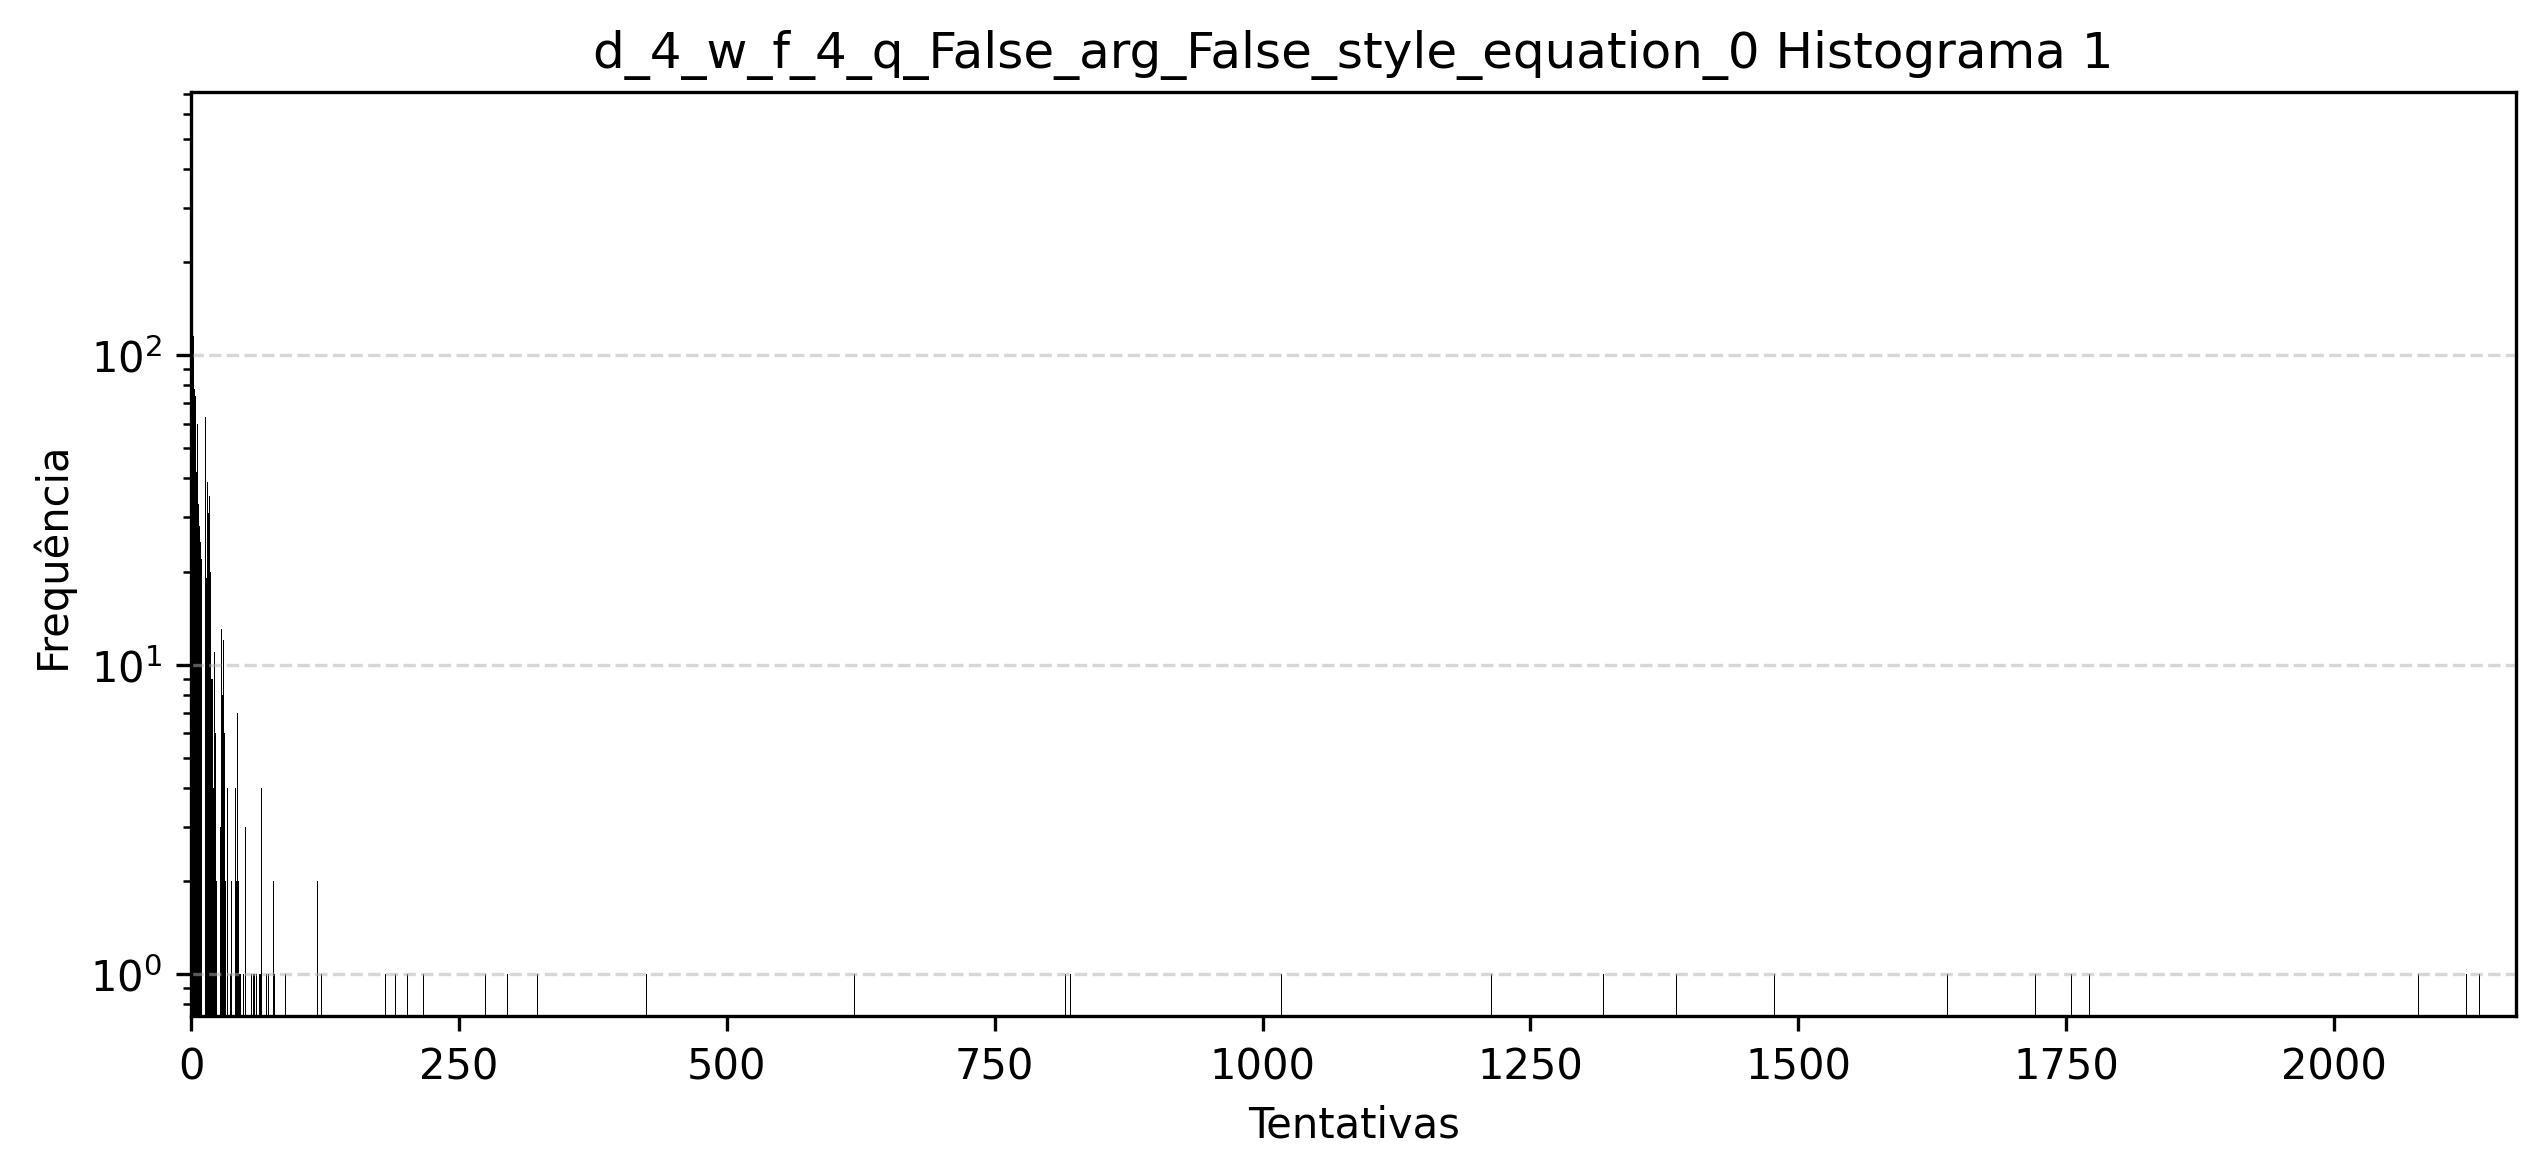 d_4_w_f_4_q_False_arg_False_style_equation_0 Histograma 1
Frequência
10²
10¹
10⁰
0 250 500 750 1000 1250 1500 1750 2000
Tentativas